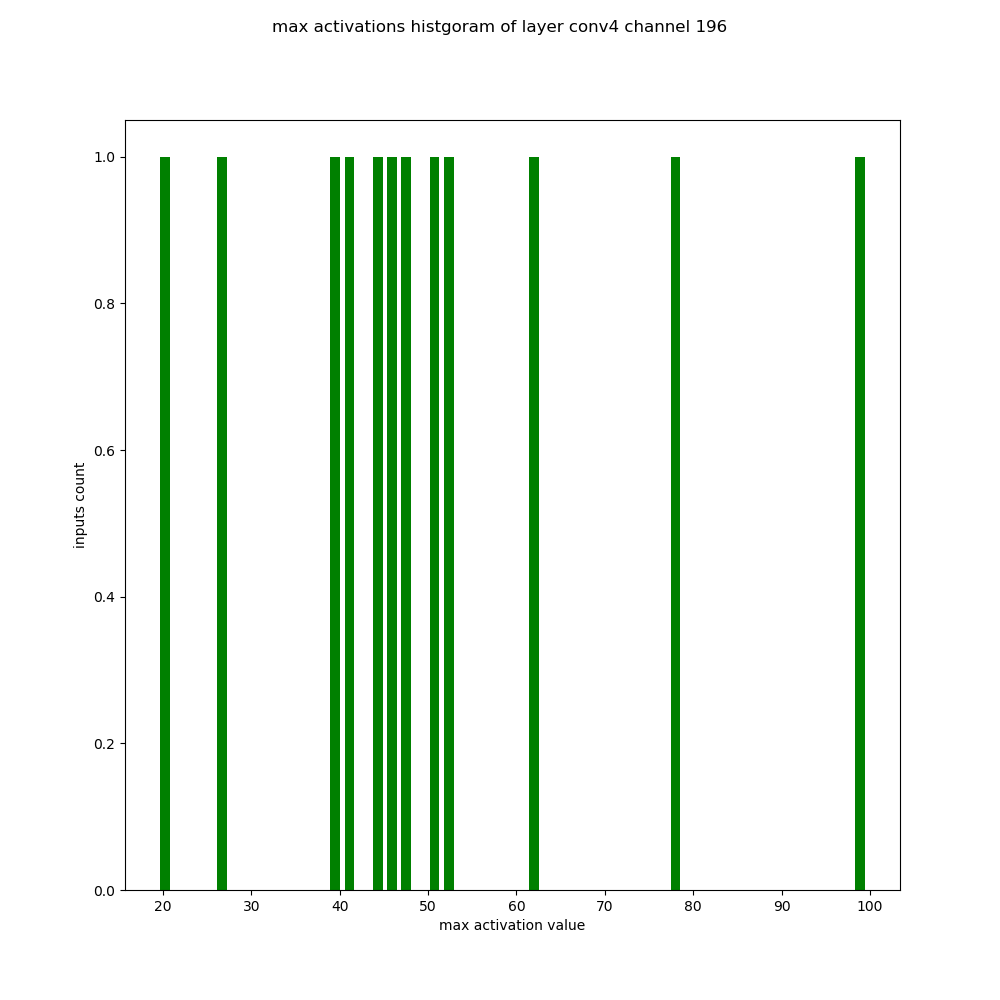 max activations histgoram of layer conv4 channel 196
1.0
0.8
0.6
0.4
0.2
0.0
inputs count
20 30 40 50 60 70 80 90 100
max activation value